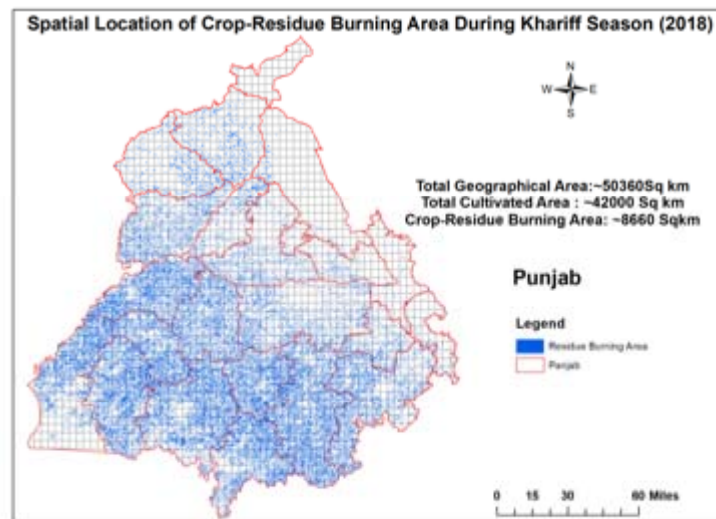 Spatial Location of Crop-Residue Burning Area During Khariff Season (2018)
N
W E
S
Total Geographical Area:~50360Sq km
Total Cultivated Area : ~42000 Sq km
Crop-Residue Burning Area: ~8660 Sqkm
Punjab
Legend
Residue Burning Area
Punjab
0 15 30 60 Miles